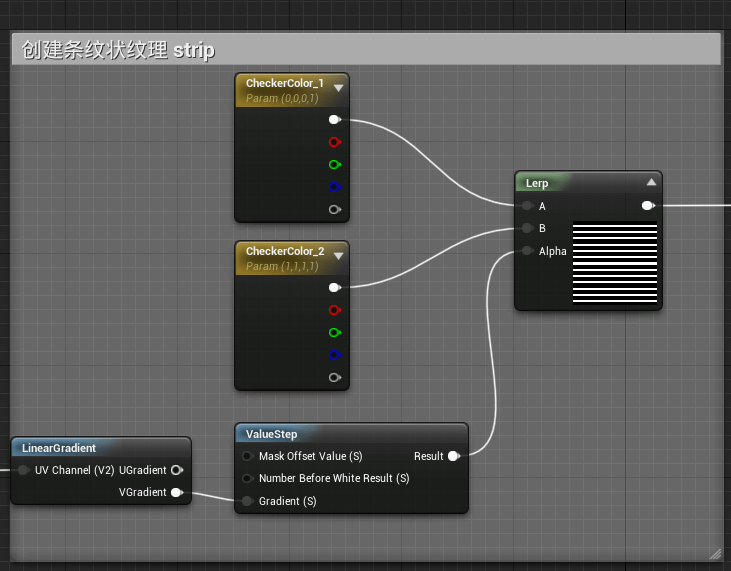 创建条纹状纹理 strip
CheckerColor_1
Param (0,0,0,1)
CheckerColor_2
Param (1,1,1,1)
Lerp
A
B
Alpha
LinearGradient
UV Channel (V2) UGradient
VGradient
ValueStep
Mask Offset Value (S) Result
Number Before White Result (S)
Gradient (S)